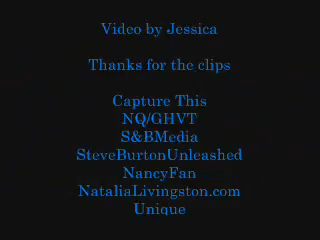 Video by Jessica
Thanks for the clips
Capture This
NQ/GHVT
S&BMedia
SteveBurtonUnleashed
NancyFan
NataliaLivingston.com
Unique